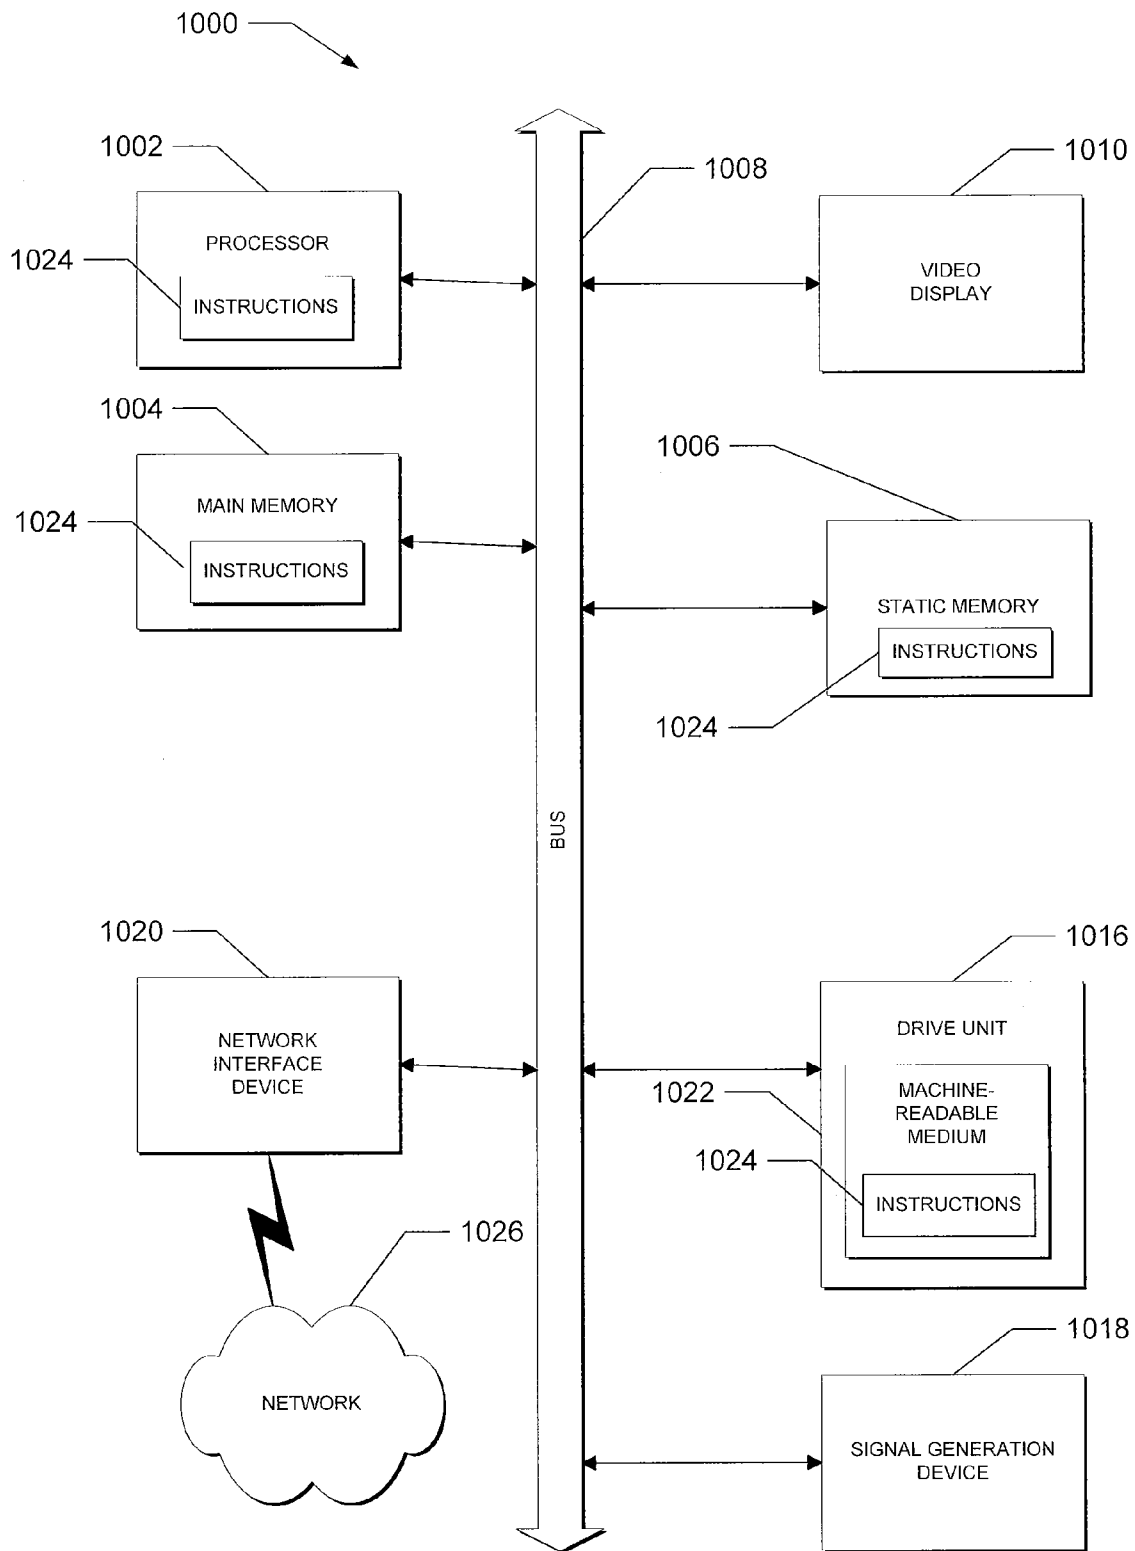 1000
1002
PROCESSOR
1024
INSTRUCTIONS
1004
MAIN MEMORY
1024
INSTRUCTIONS
1008
1010
VIDEO
DISPLAY
1006
STATIC MEMORY
INSTRUCTIONS
1024
BUS
1020
NETWORK
INTERFACE
DEVICE
1026
NETWORK
1016
DRIVE UNIT
1022
MACHINE-
READABLE
MEDIUM
1024
INSTRUCTIONS
1018
SIGNAL GENERATION
DEVICE